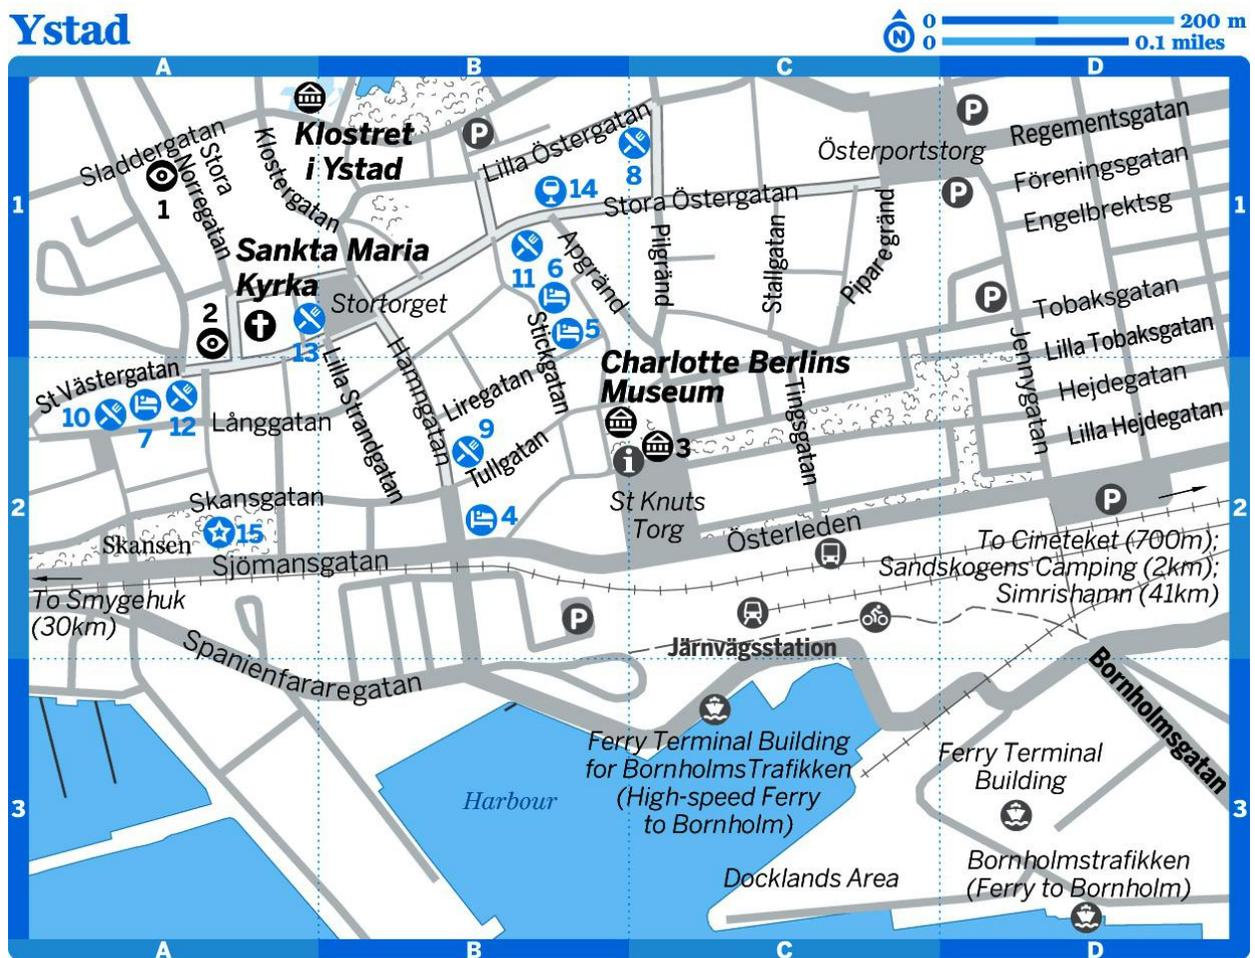 Ystad
N
0 200 m
0 0.1 miles
A B C D
Klostret
i Ystad
P
P
Sladdergatan
Stora
Norregatan
Klostergatan
Lilla Östergatan
Regementsgatan
Österportstorg
Föreningsgatan
1
8
14
P
1
1
Stora Östergatan
Engelbrektsg
Sankta Maria
Kyrka
Apgränd
Pilgränd
Stallgatan
Piparegränd
11
6
Stortorget
P
Tobaksgatan
2
5
13
Stickgatan
Lilla Tobaksgatan
Jennygatan
Charlotte Berlins
Museum
St Västergatan
Lilla Strandgatan
Hamngatan
Liregatan
Tingsgatan
Hejdegatan
10
7
12
Långgatan
Lilla Hejdegatan
9
Tullgatan
i
3
Skansgatan
2
2
St Knuts
Torg
P
4
15
Skansen
Österleden
Sjömansgatan
To Cineteket (700m);
Sandskogens Camping (2km);
Simrishamn (41km)
To Smygehuk
(30km)
P
Järnvägsstation
Spanienfararegatan
Bornholmsgatan
Ferry Terminal Building
for BornholmsTrafikken
(High-speed Ferry
to Bornholm)
Ferry Terminal
Building
Harbour
3
3
Bornholmstrafikken
(Ferry to Bornholm)
Docklands Area
A B C D